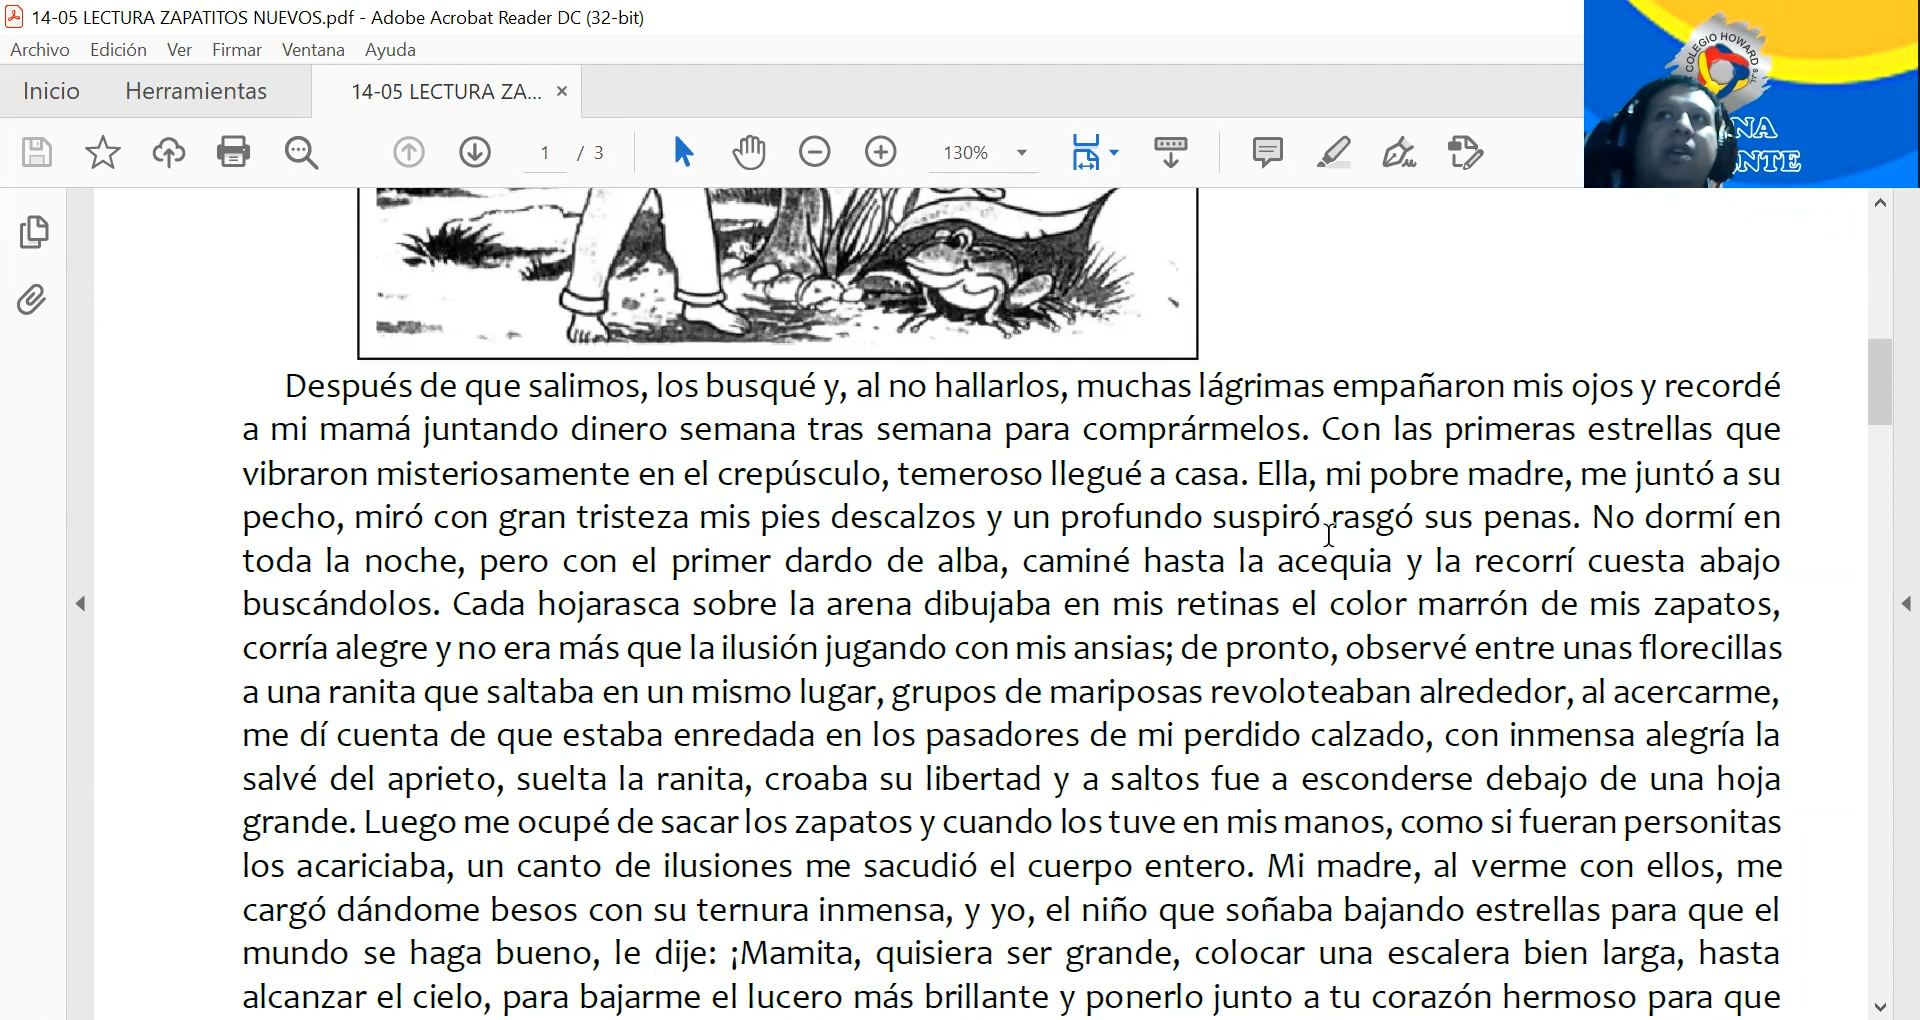 14-05 LECTURA ZAPATITOS NUEVOS.pdf - Adobe Acrobat Reader DC (32-bit)
Archivo Edición Ver Firmar Ventana Ayuda
Inicio Herramientas 14-05 LECTURA ZA... ×
1 / 3 130%
COLEGIO HOWARD S.R.L.
NA
NTE
Después de que salimos, los busqué y, al no hallarlos, muchas lágrimas empañaron mis ojos y recordé
a mi mamá juntando dinero semana tras semana para comprármelos. Con las primeras estrellas que
vibraron misteriosamente en el crepúsculo, temeroso llegué a casa. Ella, mi pobre madre, me juntó a su
pecho, miró con gran tristeza mis pies descalzos y un profundo suspiró rasgó sus penas. No dormí en
toda la noche, pero con el primer dardo de alba, caminé hasta la acequia y la recorrí cuesta abajo
buscándolos. Cada hojarasca sobre la arena dibujaba en mis retinas el color marrón de mis zapatos,
corría alegre y no era más que la ilusión jugando con mis ansias; de pronto, observé entre unas florecillas
a una ranita que saltaba en un mismo lugar, grupos de mariposas revoloteaban alrededor, al acercarme,
me dí cuenta de que estaba enredada en los pasadores de mi perdido calzado, con inmensa alegría la
salvé del aprieto, suelta la ranita, croaba su libertad y a saltos fue a esconderse debajo de una hoja
grande. Luego me ocupé de sacar los zapatos y cuando los tuve en mis manos, como si fueran personitas
los acariciaba, un canto de ilusiones me sacudió el cuerpo entero. Mi madre, al verme con ellos, me
cargó dándome besos con su ternura inmensa, y yo, el niño que soñaba bajando estrellas para que el
mundo se haga bueno, le dije: ¡Mamita, quisiera ser grande, colocar una escalera bien larga, hasta
alcanzar el cielo, para bajarme el lucero más brillante y ponerlo junto a tu corazón hermoso para que